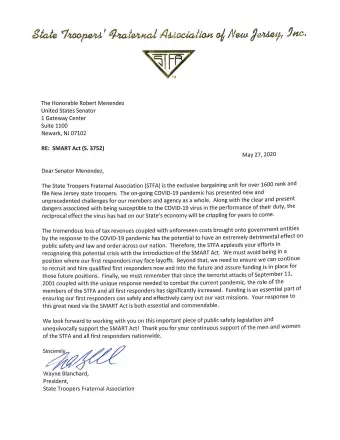 State Troopers' Fraternal Association of New Jersey, Inc.
STFA
The Honorable Robert Menendez
United States Senator
1 Gateway Center
Suite 1100
Newark, NJ 07102
RE: SMART Act (S. 3752)
May 27, 2020
Dear Senator Menendez,
The State Troopers Fraternal Association (STFA) is the exclusive bargaining unit for over 1600 rank and
file New Jersey state troopers. The on-going COVID-19 pandemic has presented new and
unprecedented challenges for our members and agency as a whole. Along with the clear and present
dangers associated with being susceptible to the COVID-19 virus in the performance of their duty, the
reciprocal effect the virus has had on our State's economy will be crippling for years to come.
The tremendous loss of tax revenues coupled with unforeseen costs brought onto government entities
by the response to the COVID-19 pandemic has the potential to have an extremely detrimental effect on
public safety and law and order across our nation. Therefore, the STFA applauds your efforts in
recognizing this potential crisis with the introduction of the SMART Act. We must avoid being in a
position where our first responders may face layoffs. Beyond that, we need to ensure we can continue
to recruit and hire qualified first responders now and into the future and assure funding is in place for
those future positions. Finally, we must remember that since the terrorist attacks of September 11,
2001 coupled with the unique response needed to combat the current pandemic, the role of the
members of the STFA and all first responders has significantly increased. Funding is an essential part of
ensuring our first responders can safely and effectively carry out our vast missions. Your response to
this great need via the SMART Act is both essential and commendable.
We look forward to working with you on this important piece of public safety legislation and
unequivocally support the SMART Act! Thank you for your continuous support of the men and women
of the STFA and all first responders nationwide.
Sincerely,
Wayne Blanchard,
President,
State Troopers Fraternal Association